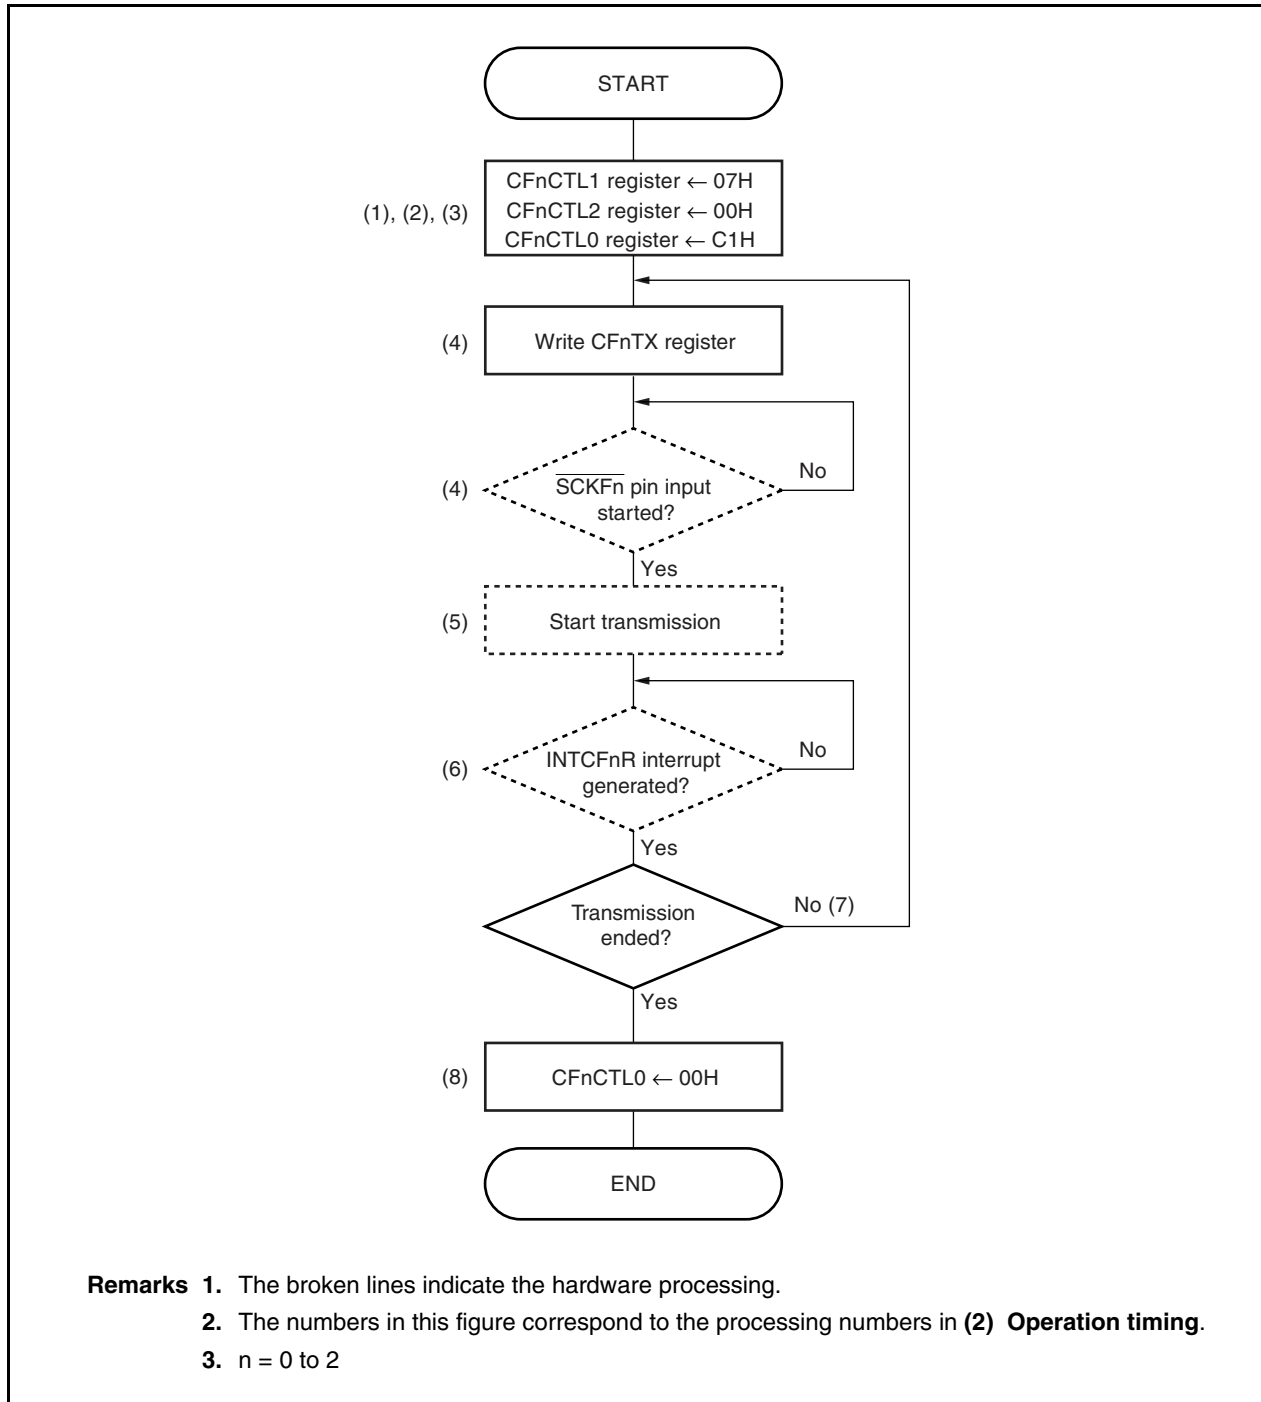 START
(1), (2), (3)
CFnCTL1 register ← 07H
CFnCTL2 register ← 00H
CFnCTL0 register ← C1H
(4)
Write CFnTX register
(4)
SCKFn pin input
started?
No
Yes
(5)
Start transmission
(6)
INTCFnR interrupt
generated?
No
Yes
Transmission
ended?
No (7)
Yes
(8)
CFnCTL0 ← 00H
END
Remarks 1. The broken lines indicate the hardware processing.
2. The numbers in this figure correspond to the processing numbers in (2) Operation timing.
3. n = 0 to 2